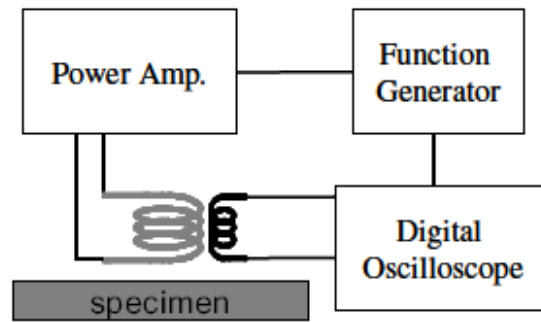 Power Amp.
Function
Generator
Digital
Oscilloscope
specimen